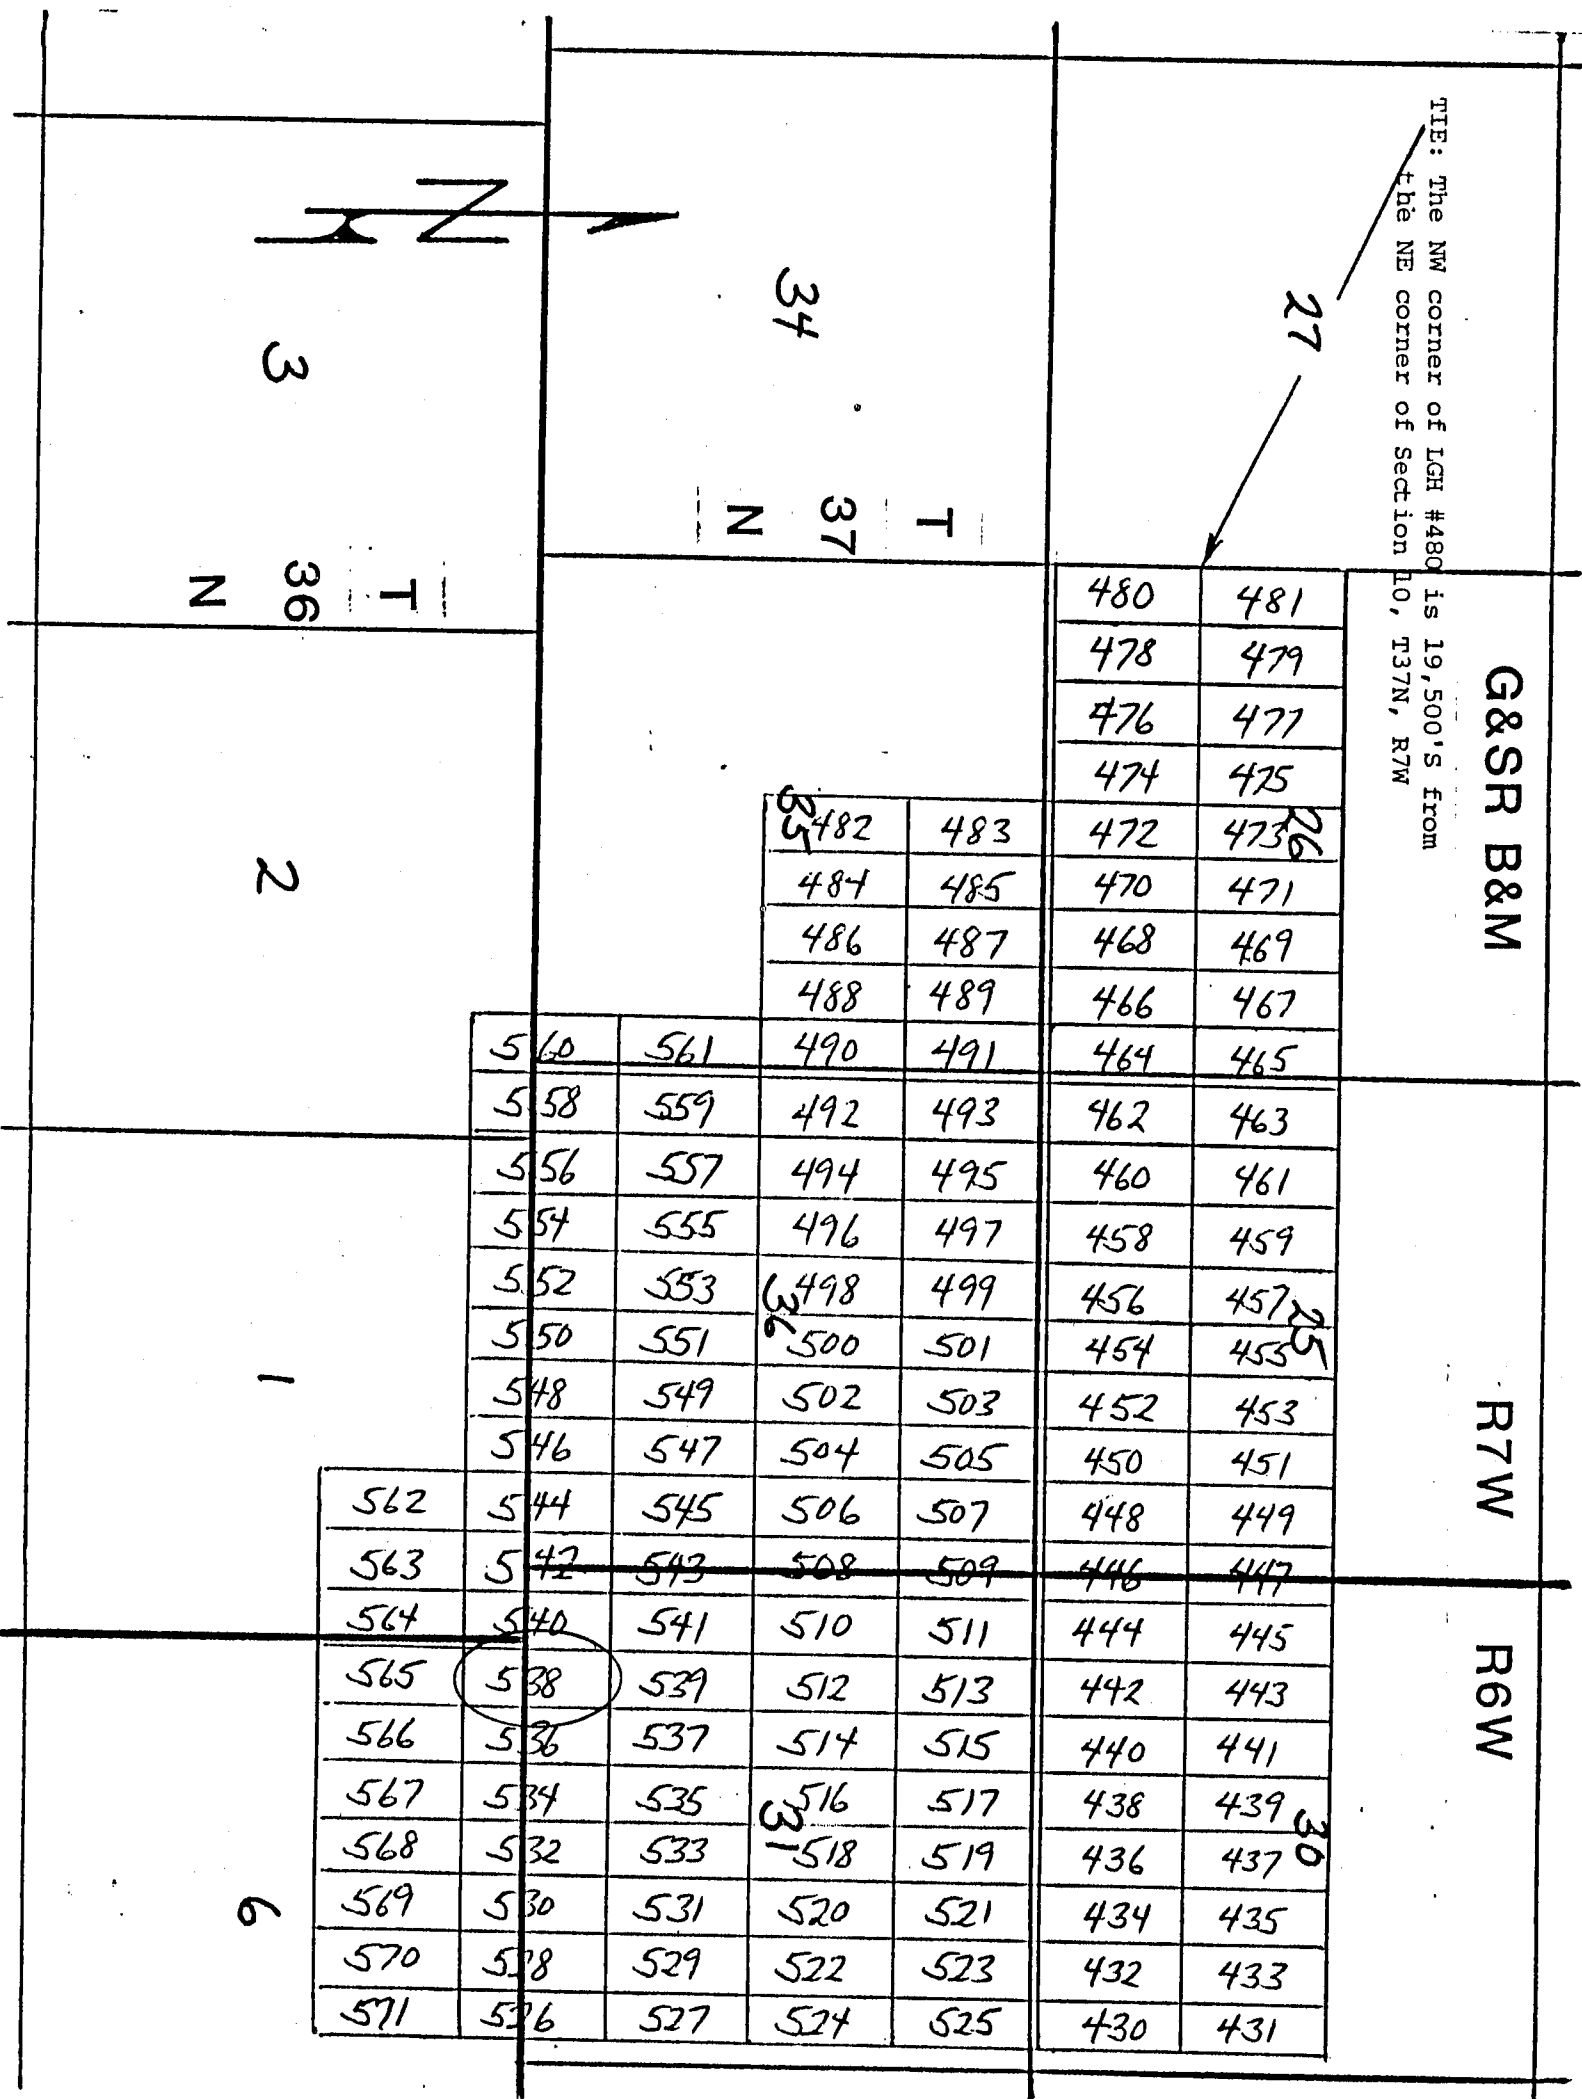 G&SR B&M
R7W
R6W
TIE: The NW corner of LGH #480 is 19,500'S from
the NE corner of Section 10, T37N, R7W
27
34
3
N
T
37
N
T
36
N
2
1
6
26
25
30
35
36
31
480 481
478 479
476 477
474 475
482 483 472 473
484 485 470 471
486 487 468 469
488 489 466 467
560 561 490 491 464 465
558 559 492 493 462 463
556 557 494 495 460 461
554 555 496 497 458 459
552 553 498 499 456 457
550 551 500 501 454 455
548 549 502 503 452 453
546 547 504 505 450 451
562 544 545 506 507 448 449
563 542 543 508 509 446 447
564 540 541 510 511 444 445
565 538 539 512 513 442 443
566 536 537 514 515 440 441
567 534 535 516 517 438 439
568 532 533 518 519 436 437
569 530 531 520 521 434 435
570 528 529 522 523 432 433
571 526 527 524 525 430 431